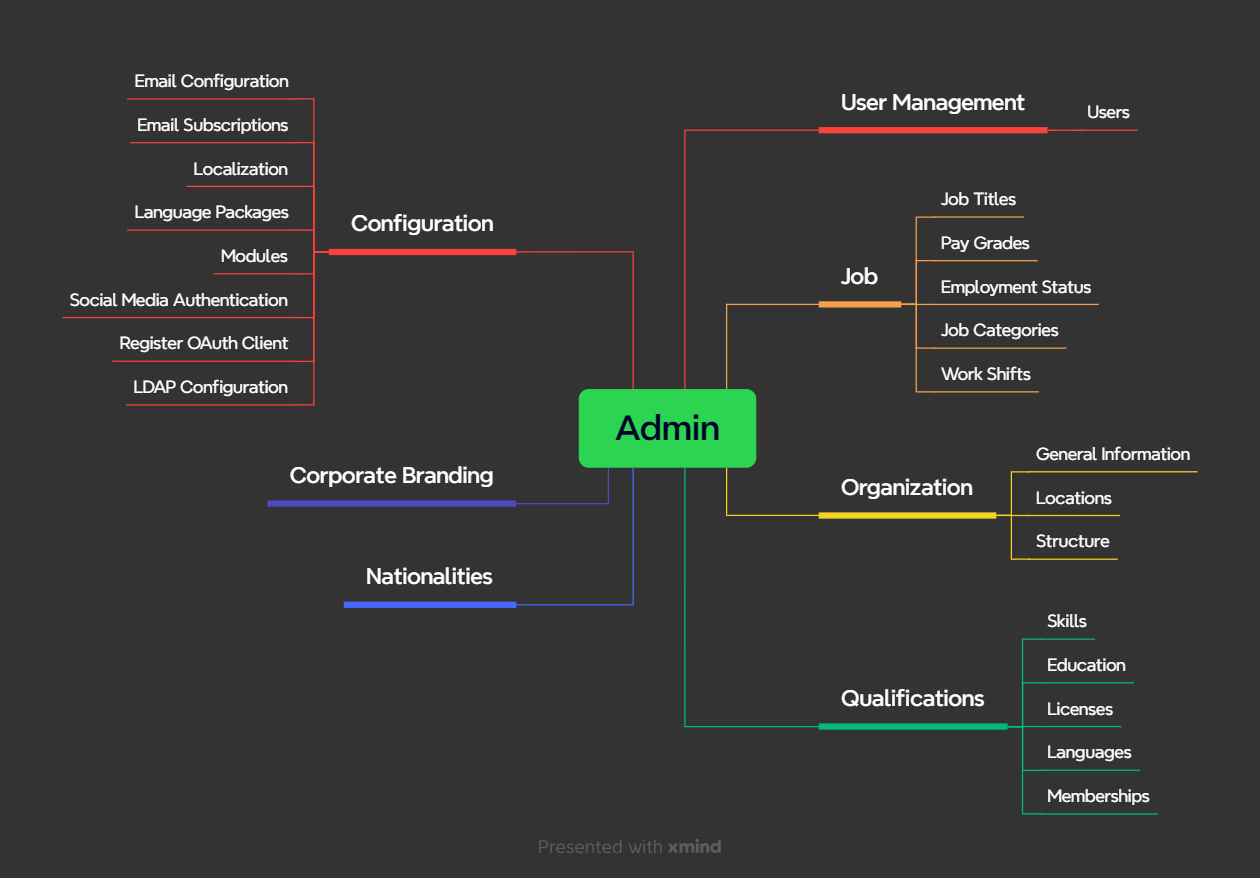 Admin
User Management
Users
Job
Job Titles
Pay Grades
Employment Status
Job Categories
Work Shifts
Organization
General Information
Locations
Structure
Qualifications
Skills
Education
Licenses
Languages
Memberships
Nationalities
Corporate Branding
Configuration
Email Configuration
Email Subscriptions
Localization
Language Packages
Modules
Social Media Authentication
Register OAuth Client
LDAP Configuration
Presented with xmind